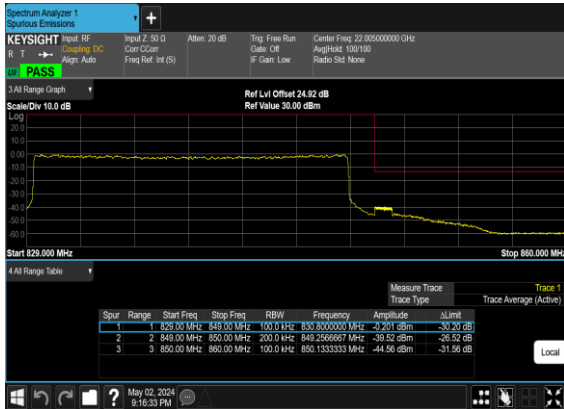 Spectrum Analyzer 1
Spurious Emissions
KEYSIGHT Input: RF Input Z: 50 Ω Atten: 20 dB Trig: Free Run Center Freq: 22.005000000 GHz
R T Coupling: DC Corr CCorr Gate: Off Avg|Hold: 100/100
Align: Auto Freq Ref: Int (S) IF Gain: Low Radio Std: None
LXI PASS
3 All Range Graph Ref Lvl Offset 24.92 dB
Scale/Div 10.0 dB Ref Value 30.00 dBm
Log
20.0
10.0
0.00
-10.0
-20.0
-30.0
-40.0
-50.0
-60.0
Start 829.000 MHz Stop 860.000 MHz
4 All Range Table
Measure Trace Trace 1
Trace Type Trace Average (Active)
Spur Range Start Freq Stop Freq RBW Frequency Amplitude ΔLimit
1 1 829.00 MHz 849.00 MHz 100.0 kHz 830.8000000 MHz -0.201 dBm -30.20 dB
2 2 849.00 MHz 850.00 MHz 200.0 kHz 849.2566667 MHz -39.52 dBm -26.52 dB
3 3 850.00 MHz 860.00 MHz 100.0 kHz 850.1333333 MHz -44.56 dBm -31.56 dB
Local
? May 02, 2024
9:16:33 PM